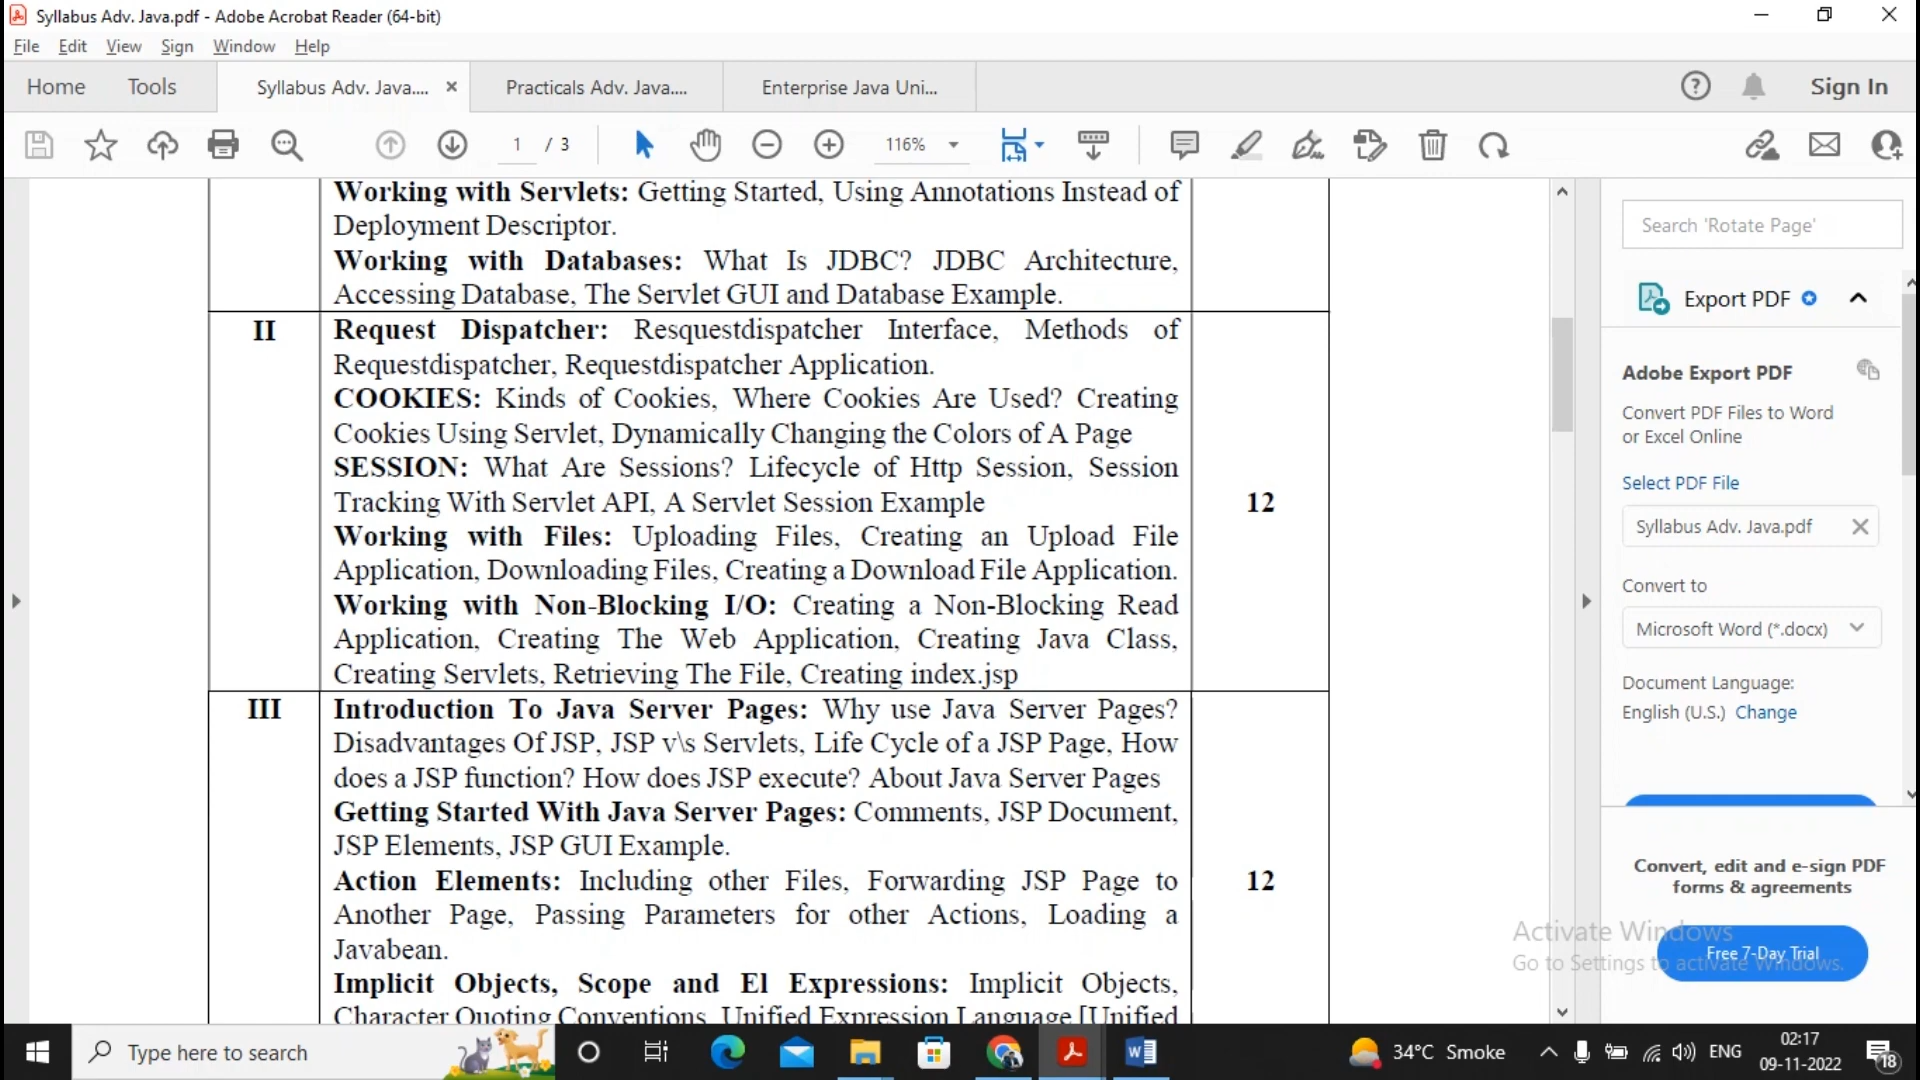 Syllabus Adv. Java.pdf - Adobe Acrobat Reader (64-bit)
File Edit View Sign Window Help
Home Tools Syllabus Adv. Java.... Practicals Adv. Java.... Enterprise Java Uni... Sign In
1 / 3 116%
Working with Servlets: Getting Started, Using Annotations Instead of
Deployment Descriptor.
Working with Databases: What Is JDBC? JDBC Architecture,
Accessing Database, The Servlet GUI and Database Example.
II
Request Dispatcher: Resquestdispatcher Interface, Methods of
Requestdispatcher, Requestdispatcher Application.
COOKIES: Kinds of Cookies, Where Cookies Are Used? Creating
Cookies Using Servlet, Dynamically Changing the Colors of A Page
SESSION: What Are Sessions? Lifecycle of Http Session, Session
Tracking With Servlet API, A Servlet Session Example
Working with Files: Uploading Files, Creating an Upload File
Application, Downloading Files, Creating a Download File Application.
Working with Non-Blocking I/O: Creating a Non-Blocking Read
Application, Creating The Web Application, Creating Java Class,
Creating Servlets, Retrieving The File, Creating index.jsp
12
III
Introduction To Java Server Pages: Why use Java Server Pages?
Disadvantages Of JSP, JSP v\s Servlets, Life Cycle of a JSP Page, How
does a JSP function? How does JSP execute? About Java Server Pages
Getting Started With Java Server Pages: Comments, JSP Document,
JSP Elements, JSP GUI Example.
Action Elements: Including other Files, Forwarding JSP Page to
Another Page, Passing Parameters for other Actions, Loading a
Javabean.
Implicit Objects, Scope and El Expressions: Implicit Objects,
Character Quoting Conventions, Unified Expression Language [Unified
12
Search 'Rotate Page'
Export PDF
Adobe Export PDF
Convert PDF Files to Word
or Excel Online
Select PDF File
Syllabus Adv. Java.pdf
Convert to
Microsoft Word (*.docx)
Document Language:
English (U.S.) Change
Convert, edit and e-sign PDF
forms & agreements
Free 7-Day Trial
Activate Windows
Go to Settings to activate Windows.
Type here to search
34°C Smoke
ENG
02:17
09-11-2022
18